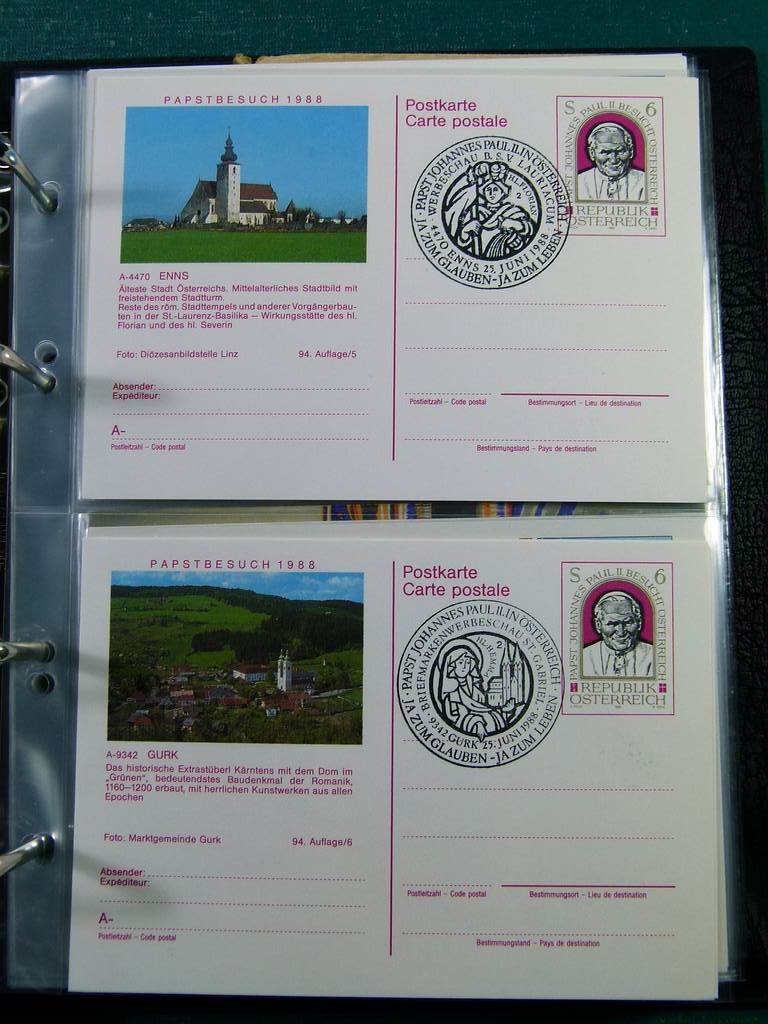 PAPSTBESUCH 1988
A-4470 ENNS
Älteste Stadt Österreichs. Mittelalterliches Stadtbild mit
freistehendem Stadtturm.
Reste des röm. Stadttempels und anderer Vorgängerbau-
ten in der St.-Laurenz-Basilika – Wirkungsstätte des hl.
Florian und des hl. Severin
Foto: Diözesanbildstelle Linz 94. Auflage/5
Absender:
Expéditeur:
A-
Postleitzahl – Code postal
Postkarte
Carte postale
S 6
PAUL II. BESUCHT ÖSTERREICH
JOHANNES
REPUBLIK
ÖSTERREICH
· PAPST JOHANNES PAUL II. IN ÖSTERREICH ·
JA ZUM GLAUBEN - JA ZUM LEBEN
WERBESCHAU B.S.V. LAURIACUM
· 4470 ENNS 25. JUNI 1988 ·
HL. FLORIAN
2
Postleitzahl – Code postal Bestimmungsort – Lieu de destination
Bestimmungsland – Pays de destination
PAPSTBESUCH 1988
A-9342 GURK
Das historische Extrastüberl Kärntens mit dem Dom im
„Grünen", bedeutendstes Baudenkmal der Romanik,
1160–1200 erbaut, mit herrlichen Kunstwerken aus allen
Epochen
Foto: Marktgemeinde Gurk 94. Auflage/6
Absender:
Expéditeur:
A-
Postleitzahl – Code postal
Postkarte
Carte postale
S 6
PAPST JOHANNES PAUL II. BESUCHT ÖSTERREICH
REPUBLIK
ÖSTERREICH
· PAPST JOHANNES PAUL II. IN ÖSTERREICH ·
JA ZUM GLAUBEN - JA ZUM LEBEN
BRIEFMARKENWERBESCHAU ST. GABRIEL
· 9342 GURK 25. JUNI 1988 ·
HL. HEMMA
2
Postleitzahl – Code postal Bestimmungsort – Lieu de destination
Bestimmungsland – Pays de destination